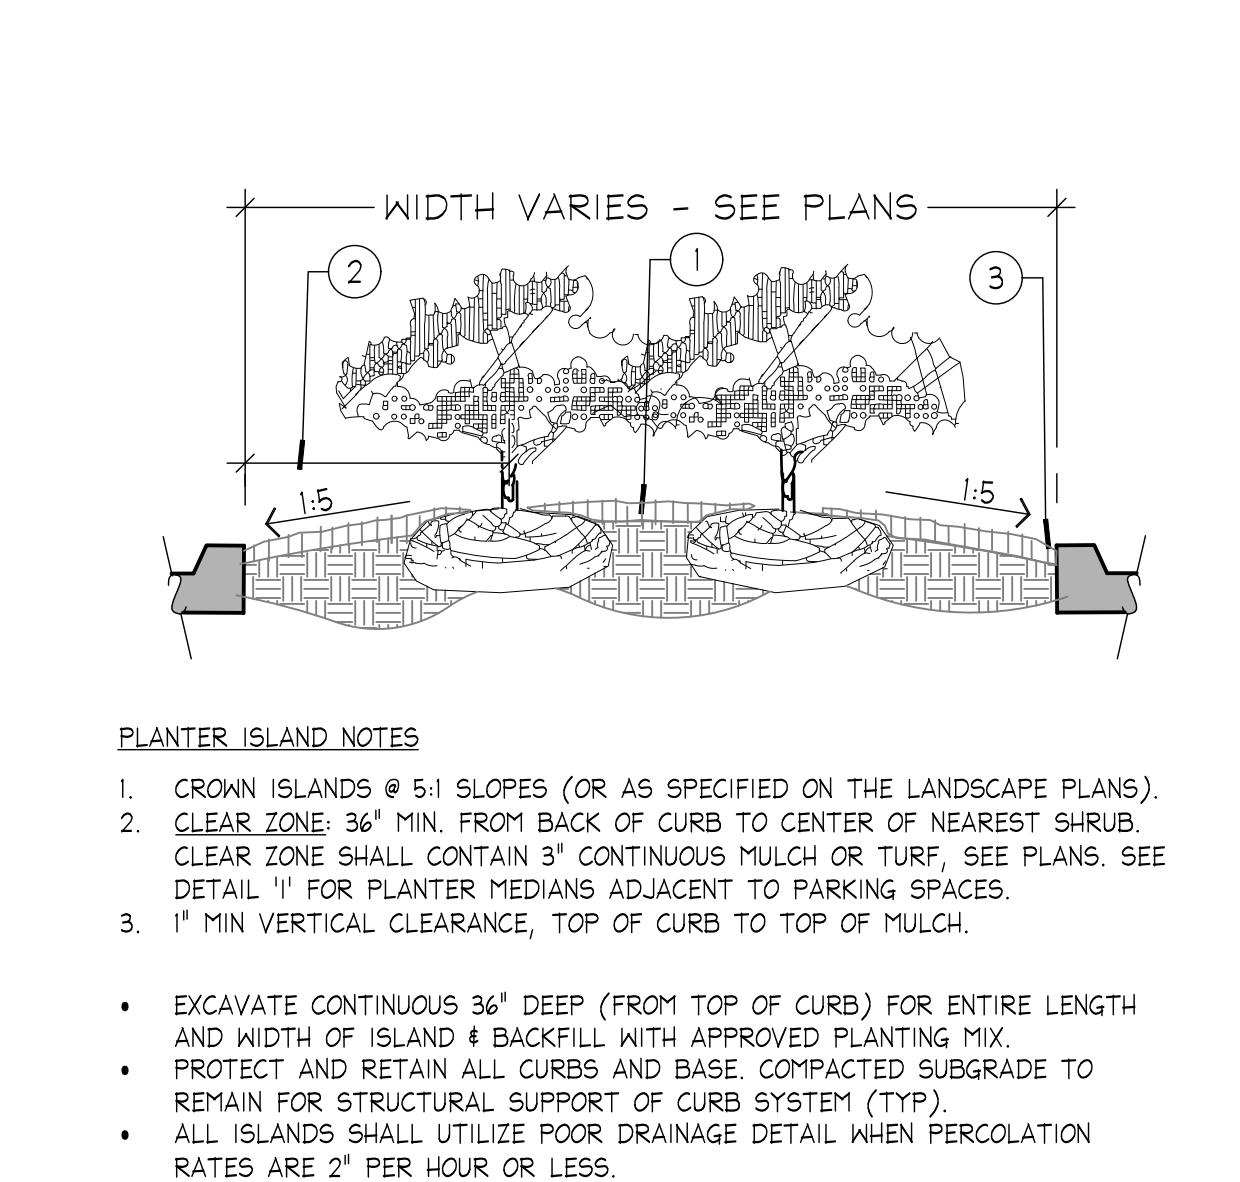 WIDTH VARIES - SEE PLANS
2
1
3
1:5
1:5
PLANTER ISLAND NOTES
1. CROWN ISLANDS @ 5:1 SLOPES (OR AS SPECIFIED ON THE LANDSCAPE PLANS).
2. CLEAR ZONE: 36" MIN. FROM BACK OF CURB TO CENTER OF NEAREST SHRUB.
CLEAR ZONE SHALL CONTAIN 3" CONTINUOUS MULCH OR TURF, SEE PLANS. SEE
DETAIL 'I' FOR PLANTER MEDIANS ADJACENT TO PARKING SPACES.
3. 1" MIN VERTICAL CLEARANCE, TOP OF CURB TO TOP OF MULCH.
• EXCAVATE CONTINUOUS 36" DEEP (FROM TOP OF CURB) FOR ENTIRE LENGTH
AND WIDTH OF ISLAND & BACKFILL WITH APPROVED PLANTING MIX.
• PROTECT AND RETAIN ALL CURBS AND BASE. COMPACTED SUBGRADE TO
REMAIN FOR STRUCTURAL SUPPORT OF CURB SYSTEM (TYP).
• ALL ISLANDS SHALL UTILIZE POOR DRAINAGE DETAIL WHEN PERCOLATION
RATES ARE 2" PER HOUR OR LESS.